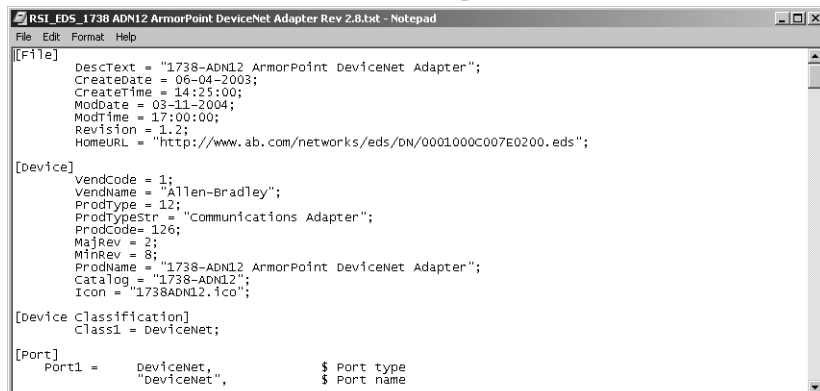 RSI_EDS_1738 ADN12 ArmorPoint DeviceNet Adapter Rev 2.8.txt - Notepad
File Edit Format Help
[File]
DescText = "1738-ADN12 ArmorPoint DeviceNet Adapter";
CreateDate = 06-04-2003;
CreateTime = 14:25:00;
ModDate = 03-11-2004;
ModTime = 17:00:00;
Revision = 1.2;
HomeURL = "http://www.ab.com/networks/eds/DN/0001000C007E0200.eds";
[Device]
VendCode = 1;
VendName = "Allen-Bradley";
ProdType = 12;
ProdTypeStr = "Communications Adapter";
ProdCode= 126;
MajRev = 2;
MinRev = 8;
ProdName = "1738-ADN12 ArmorPoint DeviceNet Adapter";
Catalog = "1738-ADN12";
Icon = "1738ADN12.ico";
[Device Classification]
Class1 = DeviceNet;
[Port]
Port1 = DeviceNet, $ Port type
"DeviceNet", $ Port name